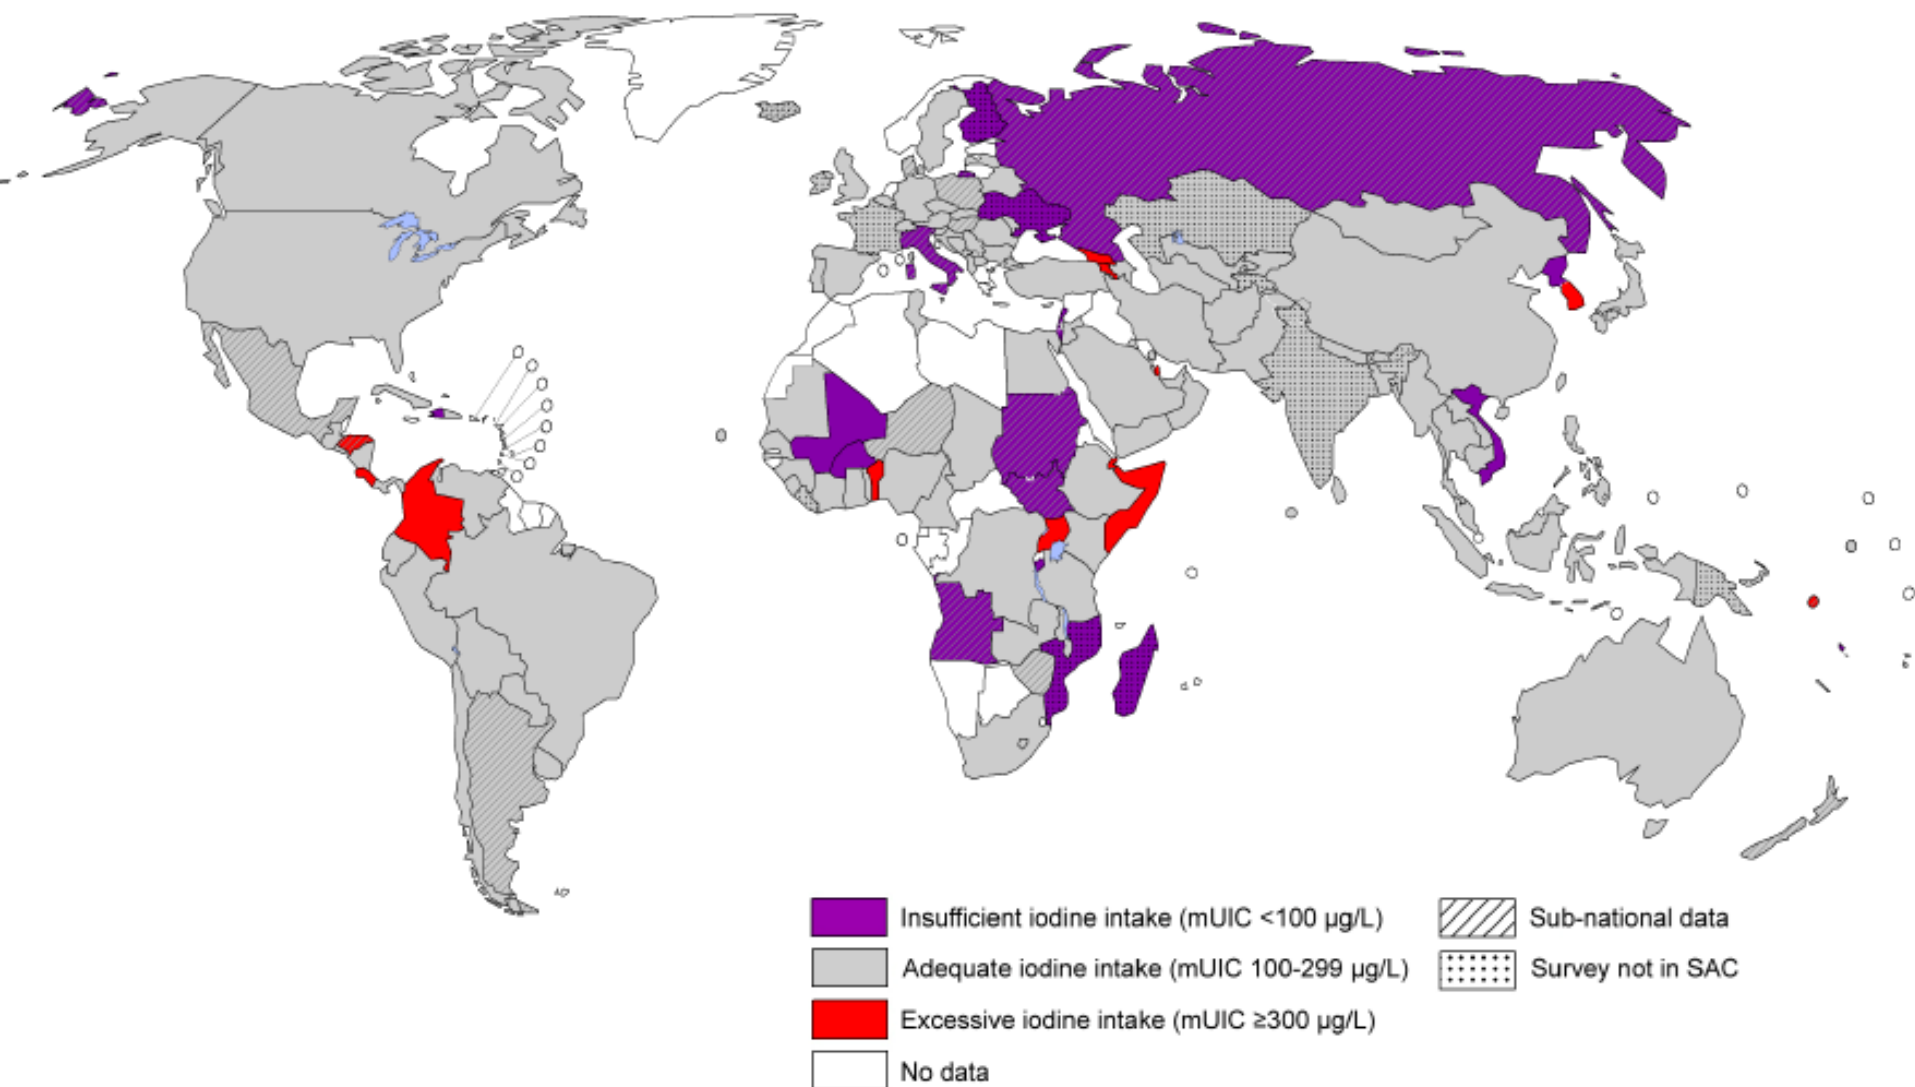 Insufficient iodine intake (mUIC <100 µg/L)
Adequate iodine intake (mUIC 100-299 µg/L)
Excessive iodine intake (mUIC ≥300 µg/L)
No data
Sub-national data
Survey not in SAC